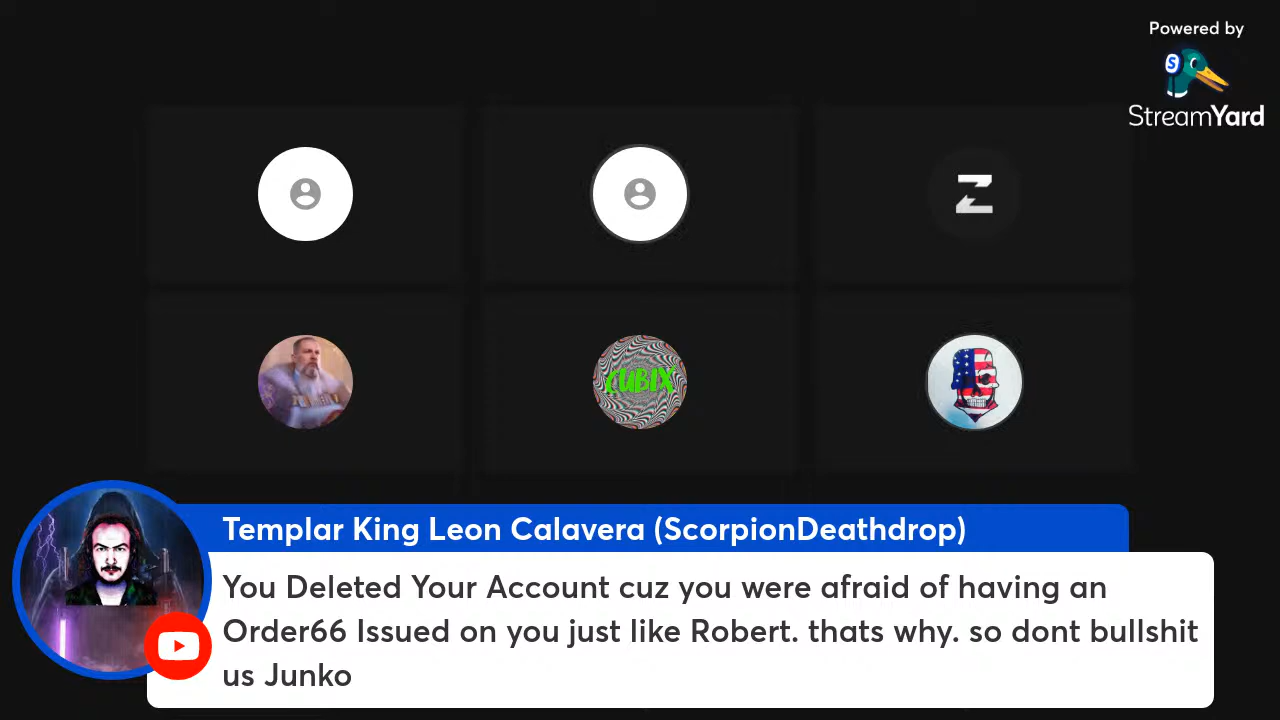 Powered by
S
StreamYard
Z
CUBIX
Templar King Leon Calavera (ScorpionDeathdrop)
You Deleted Your Account cuz you were afraid of having an
Order66 Issued on you just like Robert. thats why. so dont bullshit
us Junko